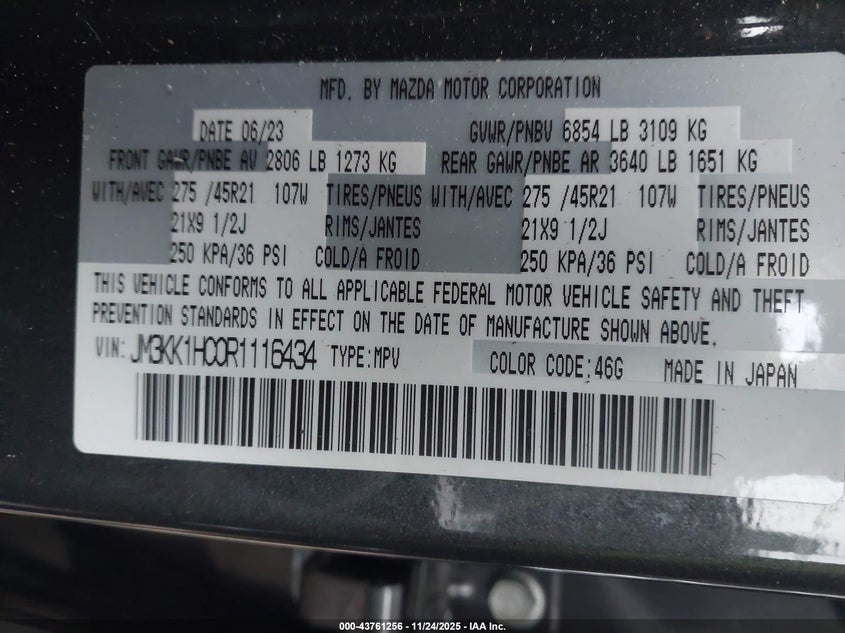 MFD. BY MAZDA MOTOR CORPORATION
DATE 06/23 GVWR/PNBV 6854 LB 3109 KG
FRONT GAWR/PNBE AV 2806 LB 1273 KG REAR GAWR/PNBE AR 3640 LB 1651 KG
WITH/AVEC 275 /45R21 107W TIRES/PNEUS WITH/AVEC 275 /45R21 107W TIRES/PNEUS
21X9 1/2J RIMS/JANTES 21X9 1/2J RIMS/JANTES
250 KPA/36 PSI COLD/A FROID 250 KPA/36 PSI COLD/A FROID
THIS VEHICLE CONFORMS TO ALL APPLICABLE FEDERAL MOTOR VEHICLE SAFETY AND THEFT
PREVENTION STANDARDS IN EFFECT ON THE DATE OF MANUFACTURE SHOWN ABOVE.
VIN: JM3KK1HC0R1116434 TYPE:MPV COLOR CODE:46G MADE IN JAPAN
000-43761256 - 11/24/2025 - IAA Inc.